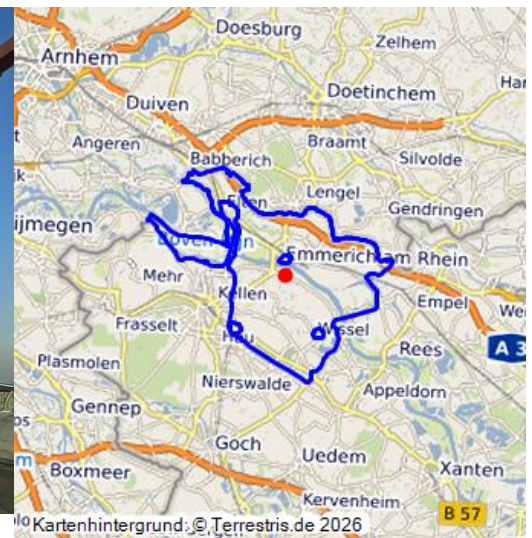 Doesburg
Zelhem
Arnhem
Doetinchem
Duiven
Braamt
Angeren
Silvolde
Babberich
Lengel
Elten
Gendringen
Emmerich am Rhein
Mehr
Kellen
Empel
Frasselt
Hau
Wissel
Rees
A 3
Plasmolen
Nierswalde
Appeldorn
Gennep
Goch
Uedem
Boxmeer
Xanten
Kervenheim
B 57
Kartenhintergrund: © Terrestris.de 2026